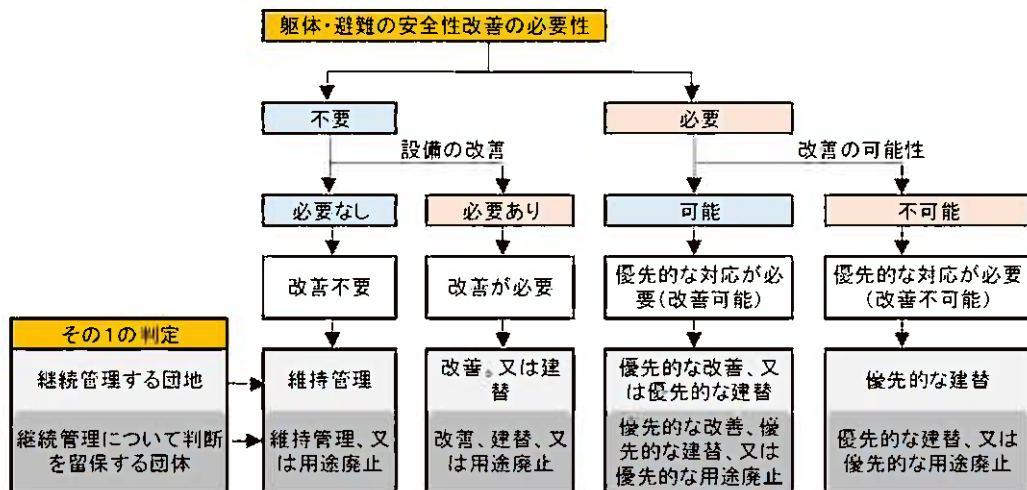 躯体・避難の安全性改善の必要性
不要
必要
設備の改善
改善の可能性
必要なし
必要あり
可能
不可能
改善不要
改善が必要
優先的な対応が必
要(改善可能)
優先的な対応が必要
(改善不可能)
その1の判定
継続管理する団地
維持管理
改善。又は建
替
優先的な改善、又
は優先的な建替
優先的な建替
継続管理について判断
を留保する団体
維持管理、又
は用途廃止
改善、建替、又
は用途廃止
優先的な改善、優
先的な建替、又は
優先的な用途廃止
優先的な建替、又は
優先的な用途廃止